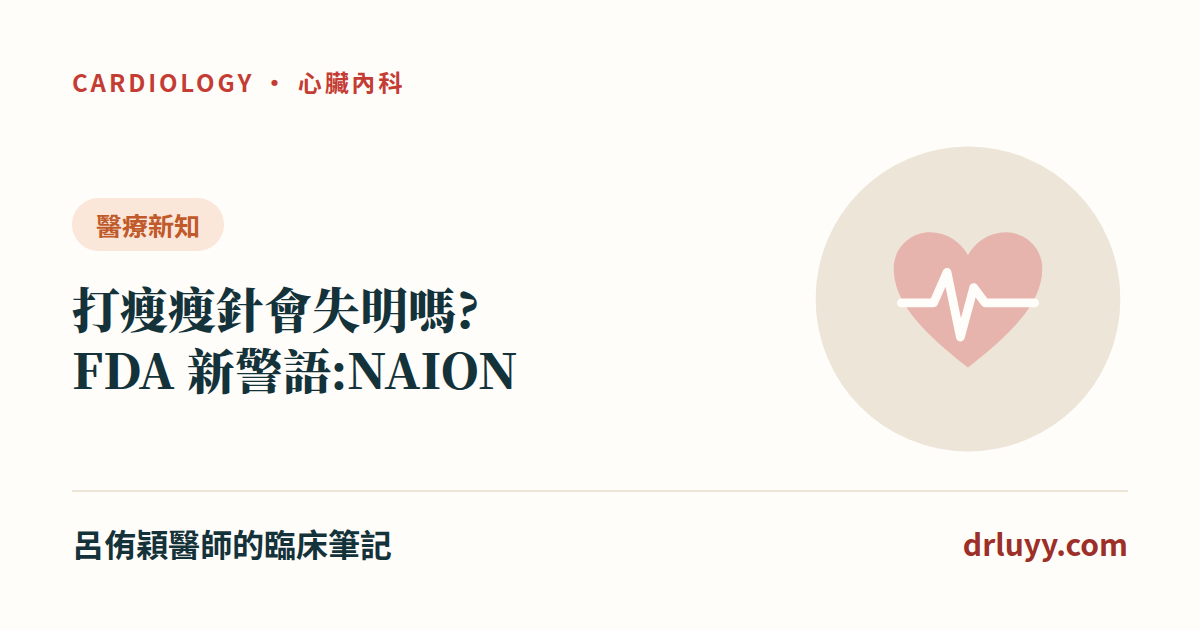 CARDIOLOGY · 心臟內科
醫療新知
打瘦瘦針會失明嗎?
FDA 新警語:NAION
呂侑穎醫師的臨床筆記
drluyy.com